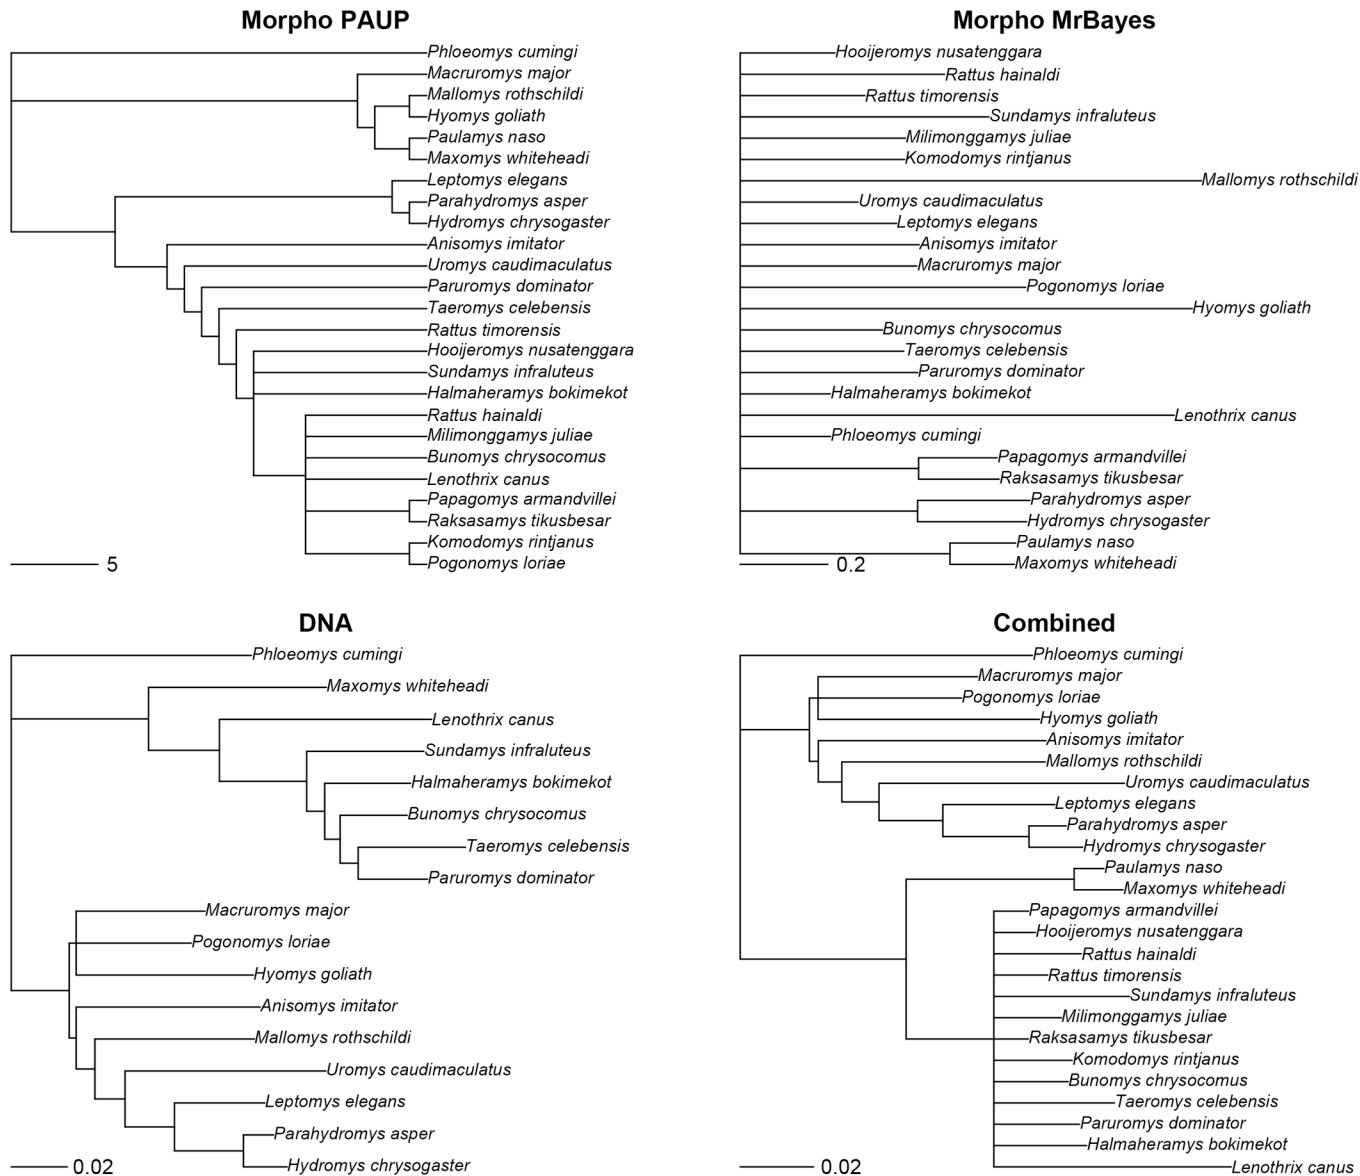 Morpho PAUP
Phloeomys cumingi
Macruromys major
Mallomys rothschildi
Hyomys goliath
Paulamys naso
Maxomys whiteheadi
Leptomys elegans
Parahydromys asper
Hydromys chrysogaster
Anisomys imitator
Uromys caudimaculatus
Paruromys dominator
Taeromys celebensis
Rattus timorensis
Hooijeromys nusatenggara
Sundamys infraluteus
Halmaheramys bokimekot
Rattus hainaldi
Milimonggamys juliae
Bunomys chrysocomus
Lenothrix canus
Papagomys armandvillei
Raksasamys tikusbesar
Komodomys rintjanus
Pogonomys loriae
5
Morpho MrBayes
Hooijeromys nusatenggara
Rattus hainaldi
Rattus timorensis
Sundamys infraluteus
Milimonggamys juliae
Komodomys rintjanus
Mallomys rothschildi
Uromys caudimaculatus
Leptomys elegans
Anisomys imitator
Macruromys major
Pogonomys loriae
Hyomys goliath
Bunomys chrysocomus
Taeromys celebensis
Paruromys dominator
Halmaheramys bokimekot
Lenothrix canus
Phloeomys cumingi
Papagomys armandvillei
Raksasamys tikusbesar
Parahydromys asper
Hydromys chrysogaster
Paulamys naso
Maxomys whiteheadi
0.2
DNA
Phloeomys cumingi
Maxomys whiteheadi
Lenothrix canus
Sundamys infraluteus
Halmaheramys bokimekot
Bunomys chrysocomus
Taeromys celebensis
Paruromys dominator
Macruromys major
Pogonomys loriae
Hyomys goliath
Anisomys imitator
Mallomys rothschildi
Uromys caudimaculatus
Leptomys elegans
Parahydromys asper
Hydromys chrysogaster
0.02
Combined
Phloeomys cumingi
Macruromys major
Pogonomys loriae
Hyomys goliath
Anisomys imitator
Mallomys rothschildi
Uromys caudimaculatus
Leptomys elegans
Parahydromys asper
Hydromys chrysogaster
Paulamys naso
Maxomys whiteheadi
Papagomys armandvillei
Hooijeromys nusatenggara
Rattus hainaldi
Rattus timorensis
Sundamys infraluteus
Milimonggamys juliae
Raksasamys tikusbesar
Komodomys rintjanus
Bunomys chrysocomus
Taeromys celebensis
Paruromys dominator
Halmaheramys bokimekot
Lenothrix canus
0.02